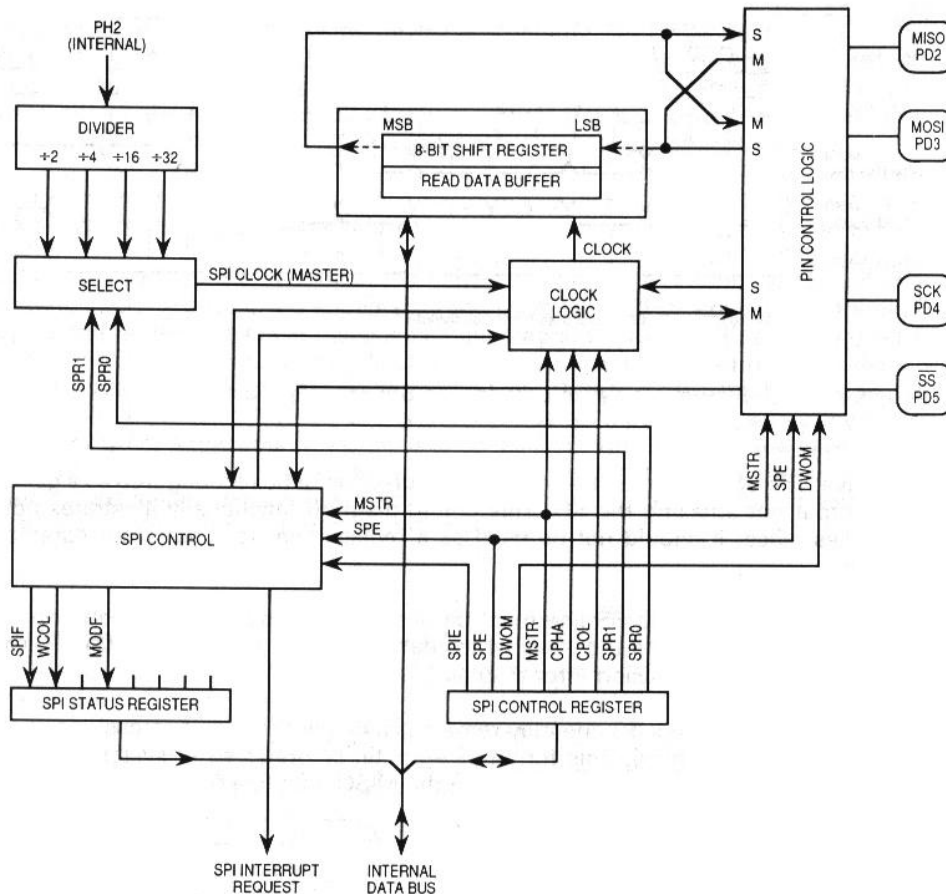 PH2
(INTERNAL)
DIVIDER
÷2 ÷4 ÷16 ÷32
SELECT
SPR1
SPR0
SPI CLOCK (MASTER)
MSB LSB
8-BIT SHIFT REGISTER
READ DATA BUFFER
CLOCK
CLOCK
LOGIC
S
M
M
S
S
M
PIN CONTROL LOGIC
MISO
PD2
MOSI
PD3
SCK
PD4
SS
PD5
MSTR
SPE
DWOM
SPI CONTROL
MSTR
SPE
SPIF
WCOL
MODF
SPI STATUS REGISTER
SPIE
SPE
DWOM
MSTR
CPHA
CPOL
SPR1
SPR0
SPI CONTROL REGISTER
SPI INTERRUPT
REQUEST
INTERNAL
DATA BUS